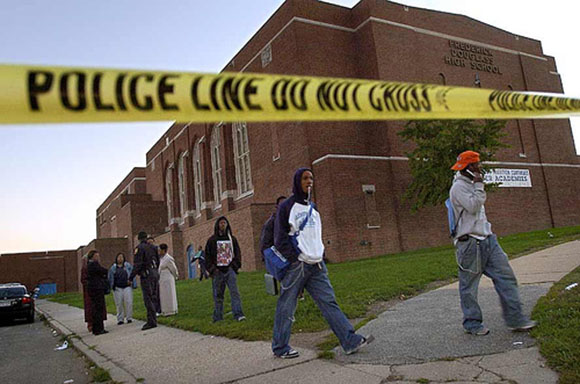 POLICE LINE DO NOT CROSS POLICE LINE
FREDERICK
DOUGLASS
HIGH SCHOOL
ACADEMIES